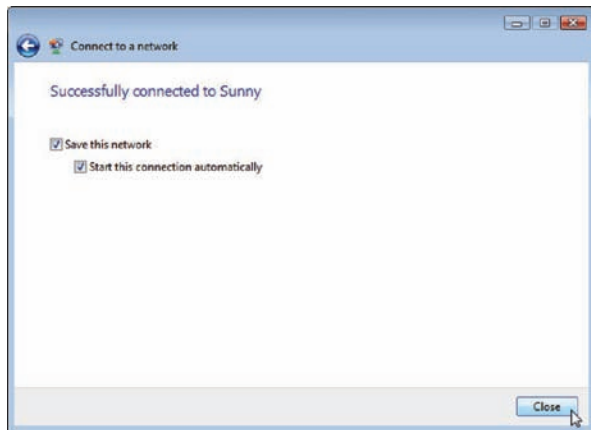 Connect to a network
Successfully connected to Sunny
Save this network
Start this connection automatically
Close